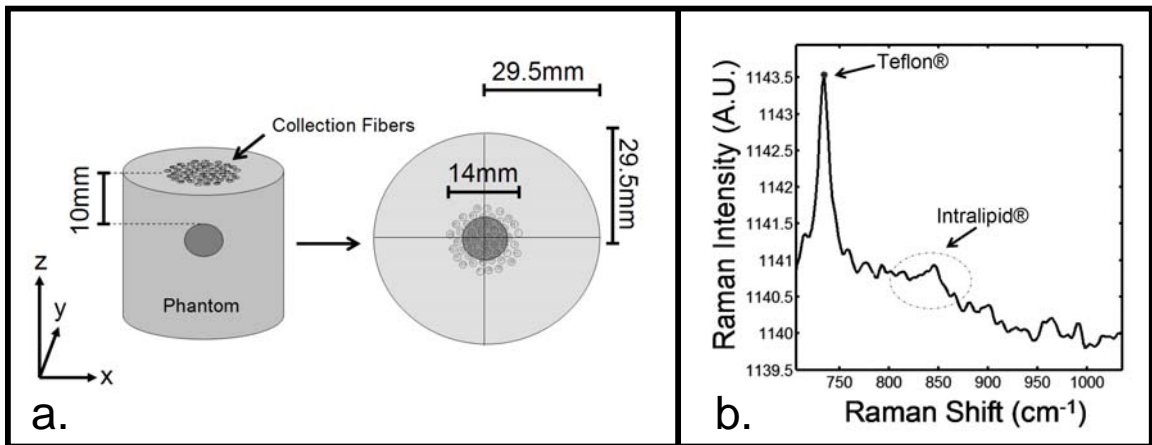 29.5mm
Collection Fibers
10mm
14mm
29.5mm
z
y
x
Phantom
a.
Teflon®
Intralipid®
Raman Intensity (A.U.)
1143.5
1143
1142.5
1142
1141.5
1141
1140.5
1140
1139.5
750 800 850 900 950 1000
Raman Shift (cm-1)
b.